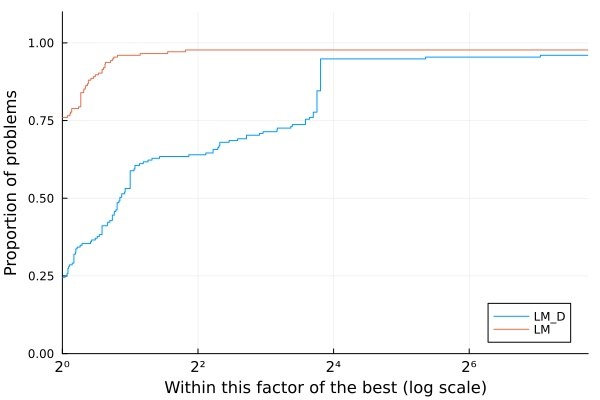 Proportion of problems
1.00
0.75
0.50
0.25
0.00
2⁰
2²
2⁴
2⁶
Within this factor of the best (log scale)
LM_D
LM